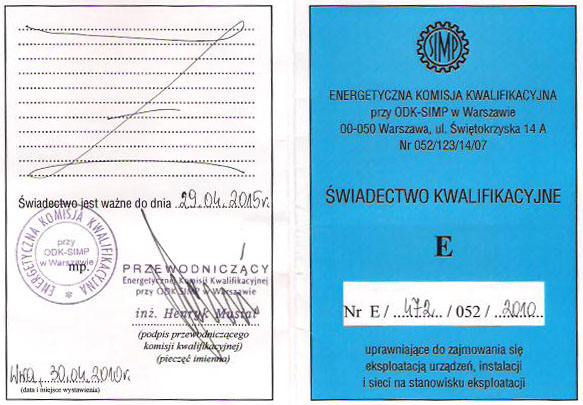 Świadectwo jest ważne do dnia 29.04.2015r.
ENERGETYCZNA KOMISJA KWALIFIKACYJNA
przy
ODK-SIMP
w Warszawie
mp.
PRZEWODNICZĄCY
Energetycznej Komisji Kwalifikacyjnej
przy ODK SIMP w Warszawie
inż. Henryk
(podpis przewodniczącego
komisji kwalifikacyjnej)
(pieczęć imienna)
30.04.2010r.
(data i miejsce wystawienia)
SIMP
ENERGETYCZNA KOMISJA KWALIFIKACYJNA
przy ODK-SIMP w Warszawie
00-050 Warszawa, ul. Świętokrzyska 14 A
Nr 052/123/14/07
ŚWIADECTWO KWALIFIKACYJNE
E
Nr E / 472 / 052 / 2010
uprawniające do zajmowania się
eksploatacją urządzeń, instalacji
i sieci na stanowisku eksploatacji